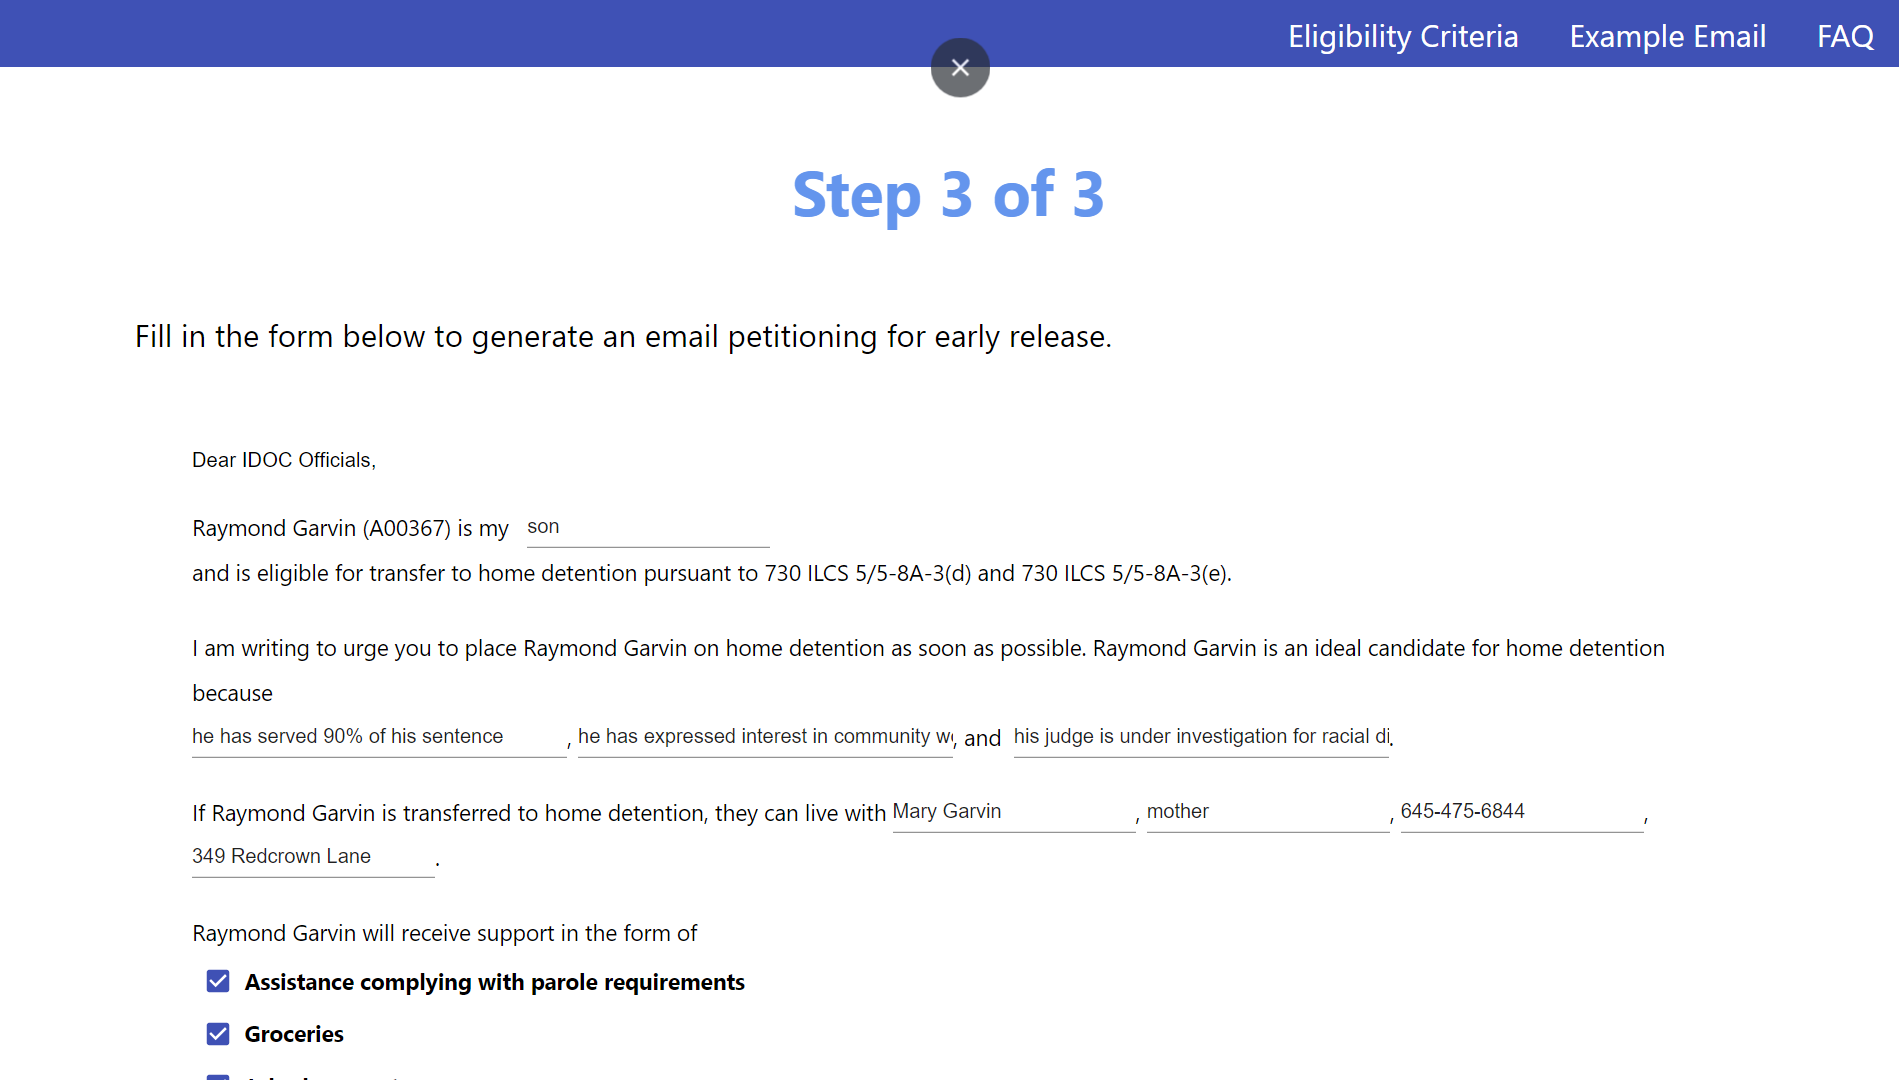 Eligibility Criteria Example Email FAQ
Step 3 of 3
Fill in the form below to generate an email petitioning for early release.
Dear IDOC Officials,
Raymond Garvin (A00367) is my son
and is eligible for transfer to home detention pursuant to 730 ILCS 5/5-8A-3(d) and 730 ILCS 5/5-8A-3(e).
I am writing to urge you to place Raymond Garvin on home detention as soon as possible. Raymond Garvin is an ideal candidate for home detention
because
he has served 90% of his sentence , he has expressed interest in community , and his judge is under investigation for racial .
If Raymond Garvin is transferred to home detention, they can live with Mary Garvin , mother , 645-475-6844 ,
349 Redcrown Lane .
Raymond Garvin will receive support in the form of
Assistance complying with parole requirements
Groceries